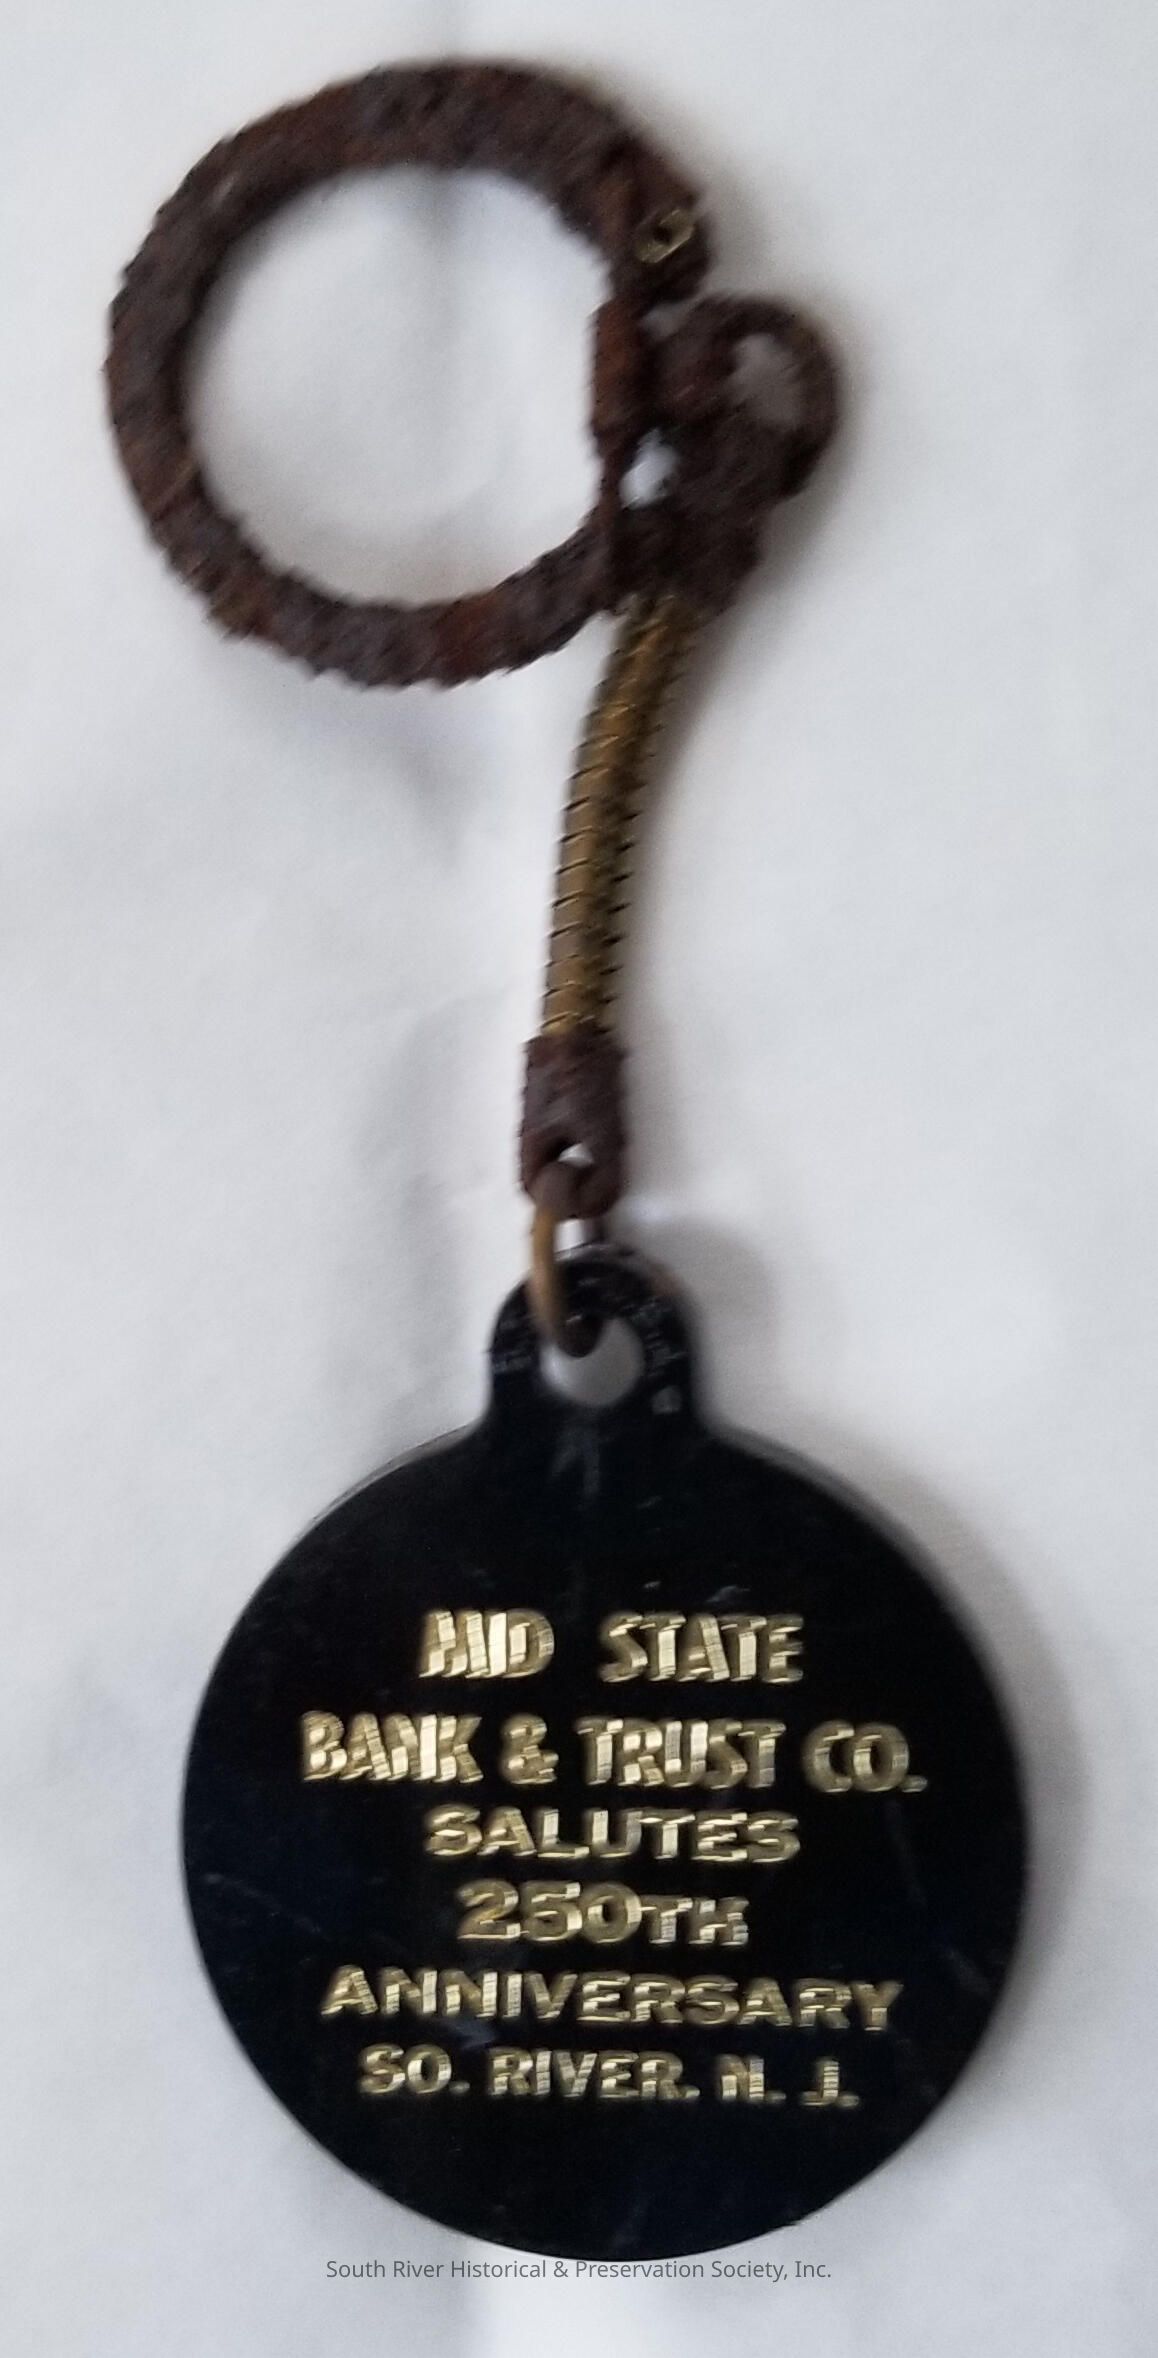 MID STATE
BANK & TRUST CO.
SALUTES
250TH
ANNIVERSARY
SO. RIVER, N. J.
South River Historical & Preservation Society, Inc.